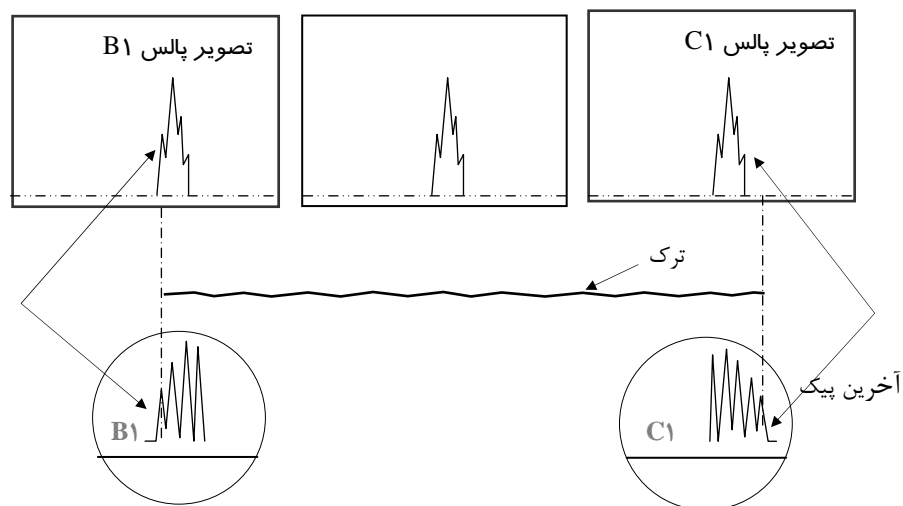 تصویر پالس B۱
تصویر پالس C۱
ترک
آخرین پیک
B۱
C۱